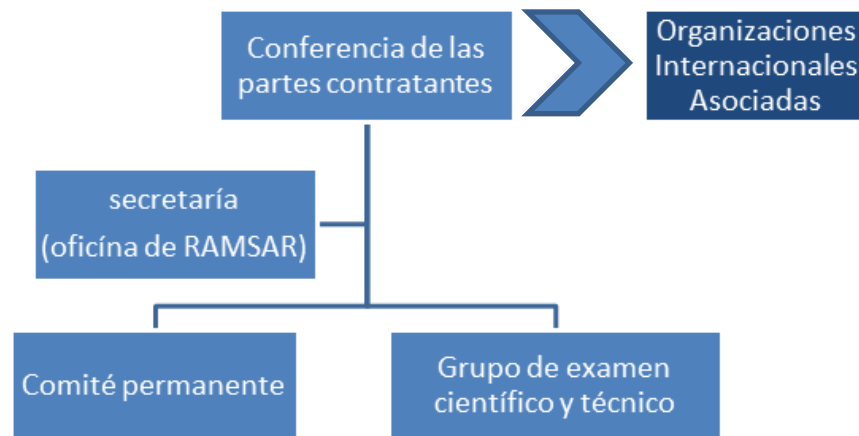 Conferencia de las
partes contratantes
Organizaciones
Internacionales
Asociadas
secretaría
(oficína de RAMSAR)
Comité permanente
Grupo de examen
científico y técnico